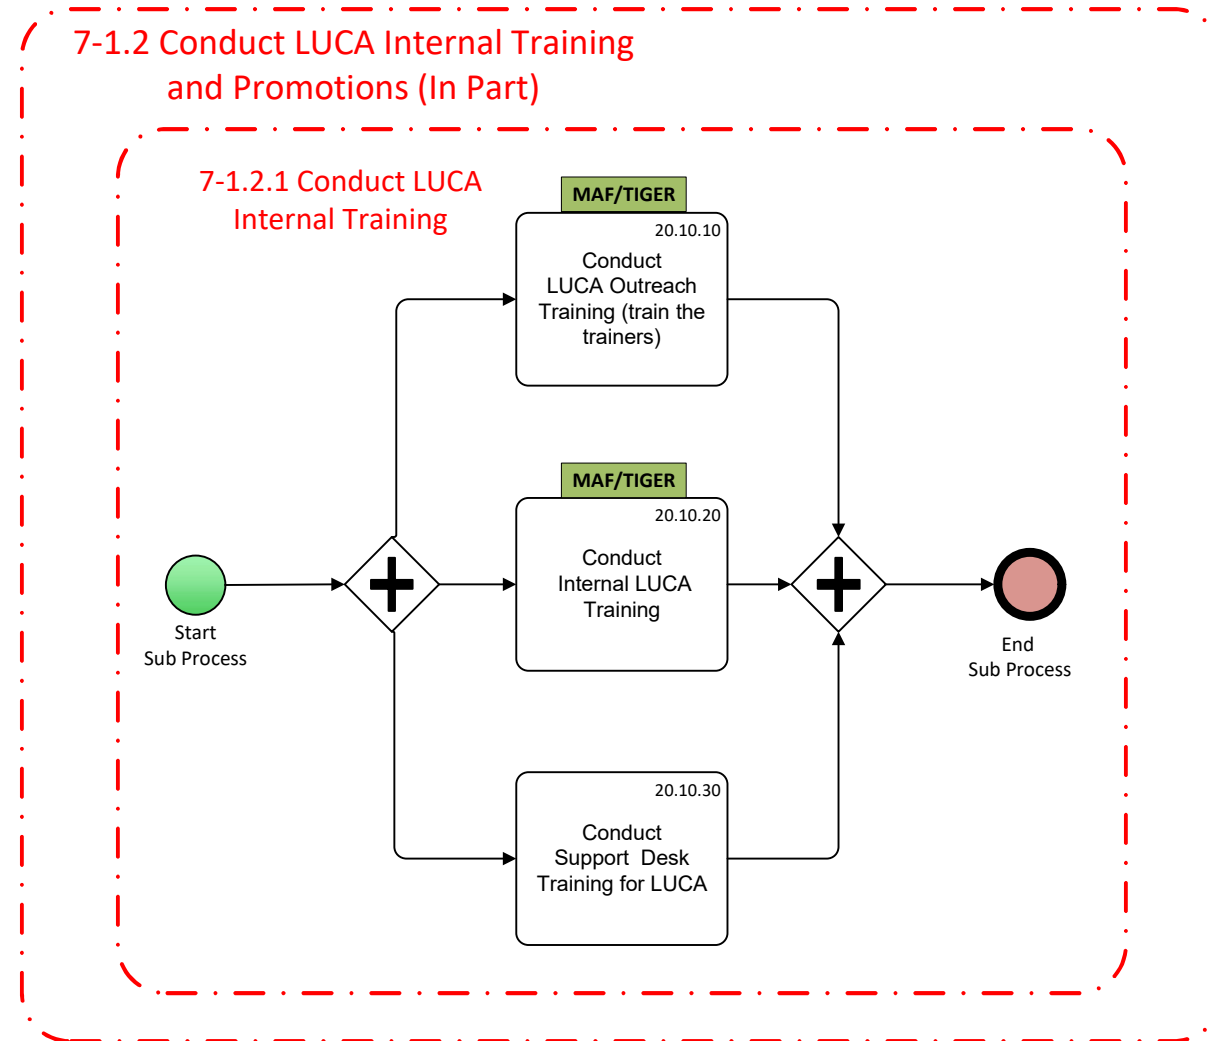 7-1.2 Conduct LUCA Internal Training
and Promotions (In Part)
7-1.2.1 Conduct LUCA
Internal Training
MAF/TIGER
20.10.10
Conduct
LUCA Outreach
Training (train the
trainers)
MAF/TIGER
20.10.20
Conduct
Internal LUCA
Training
Start
Sub Process
End
Sub Process
20.10.30
Conduct
Support  Desk
Training for LUCA